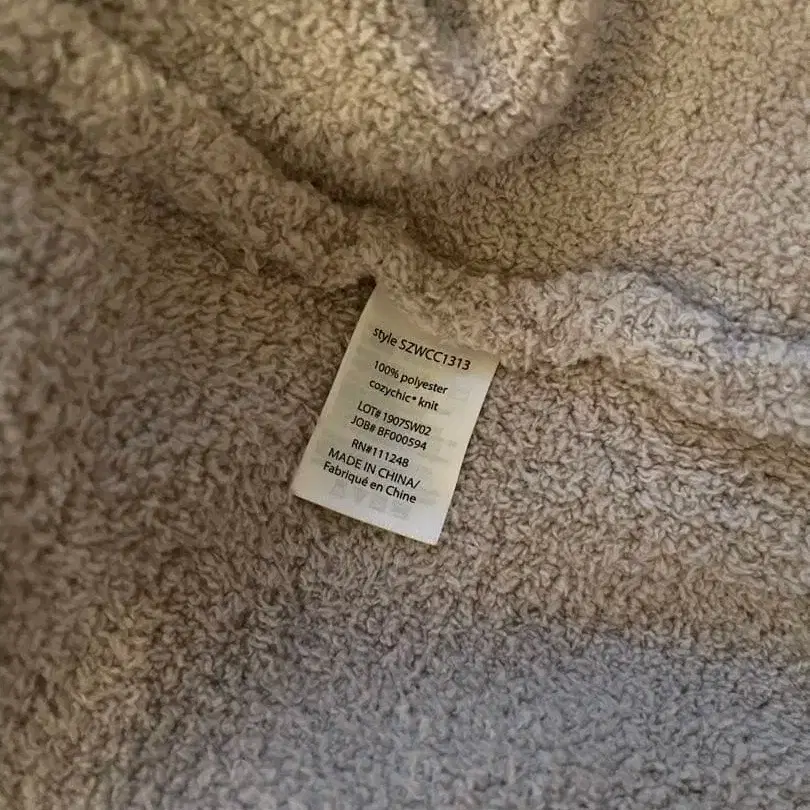 style SZWCC1313
100% polyester
cozychic® knit
LOT# 1907SW02
JOB# BF000594
RN#111248
MADE IN CHINA/
Fabriqué en Chine